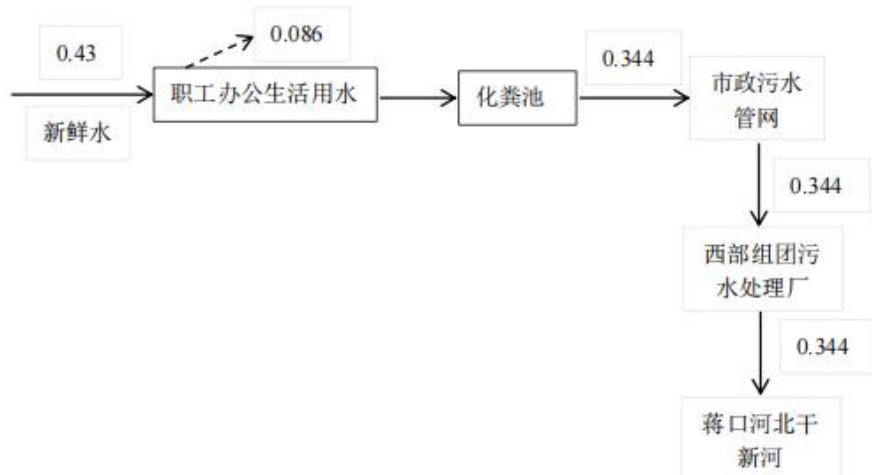 0.43
新鲜水
0.086
职工办公生活用水
化粪池
0.344
市政污水
管网
0.344
西部组团污
水处理厂
0.344
蒋口河北干
新河